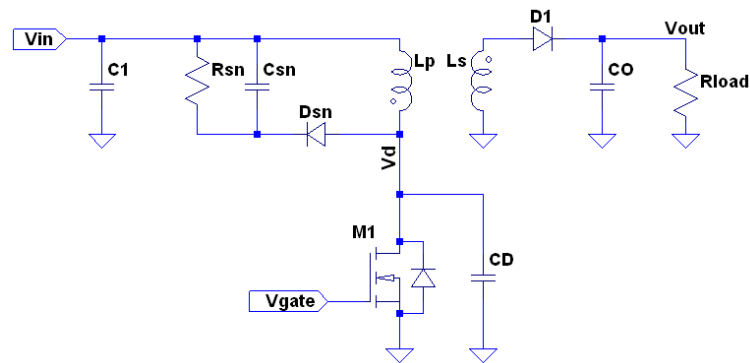 Vin
C1
Rsn
Csn
Lp
Ls
D1
Vout
CO
Rload
Dsn
Vd
M1
CD
Vgate